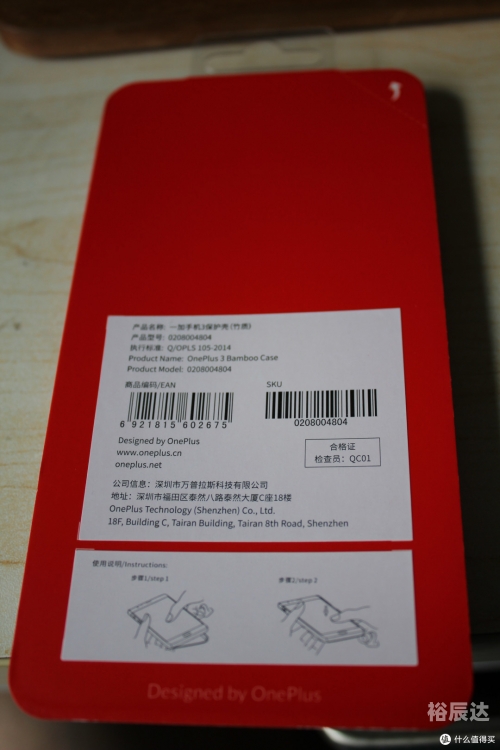 产品名称: 一加手机3保护壳 (竹质)
产品型号: 0208004804
执行标准: Q/OPLS 105-2014
Product Name: OnePlus 3 Bamboo Case
Product Model: 0208004804
商品编码/EAN
SKU
6 921815 602675
0208004804
Designed by OnePlus
www.oneplus.cn
oneplus.net
合格证
检查员: QC01
公司信息: 深圳市万普拉斯科技有限公司
地址: 深圳市福田区泰然八路泰然大厦C座18楼
OnePlus Technology (Shenzhen) Co., Ltd.
18F, Building C, Tairan Building, Tairan 8th Road, Shenzhen
使用说明/Instructions:
步骤1/step 1
步骤2/step 2
Designed by OnePlus
裕辰达
值 什么值得买